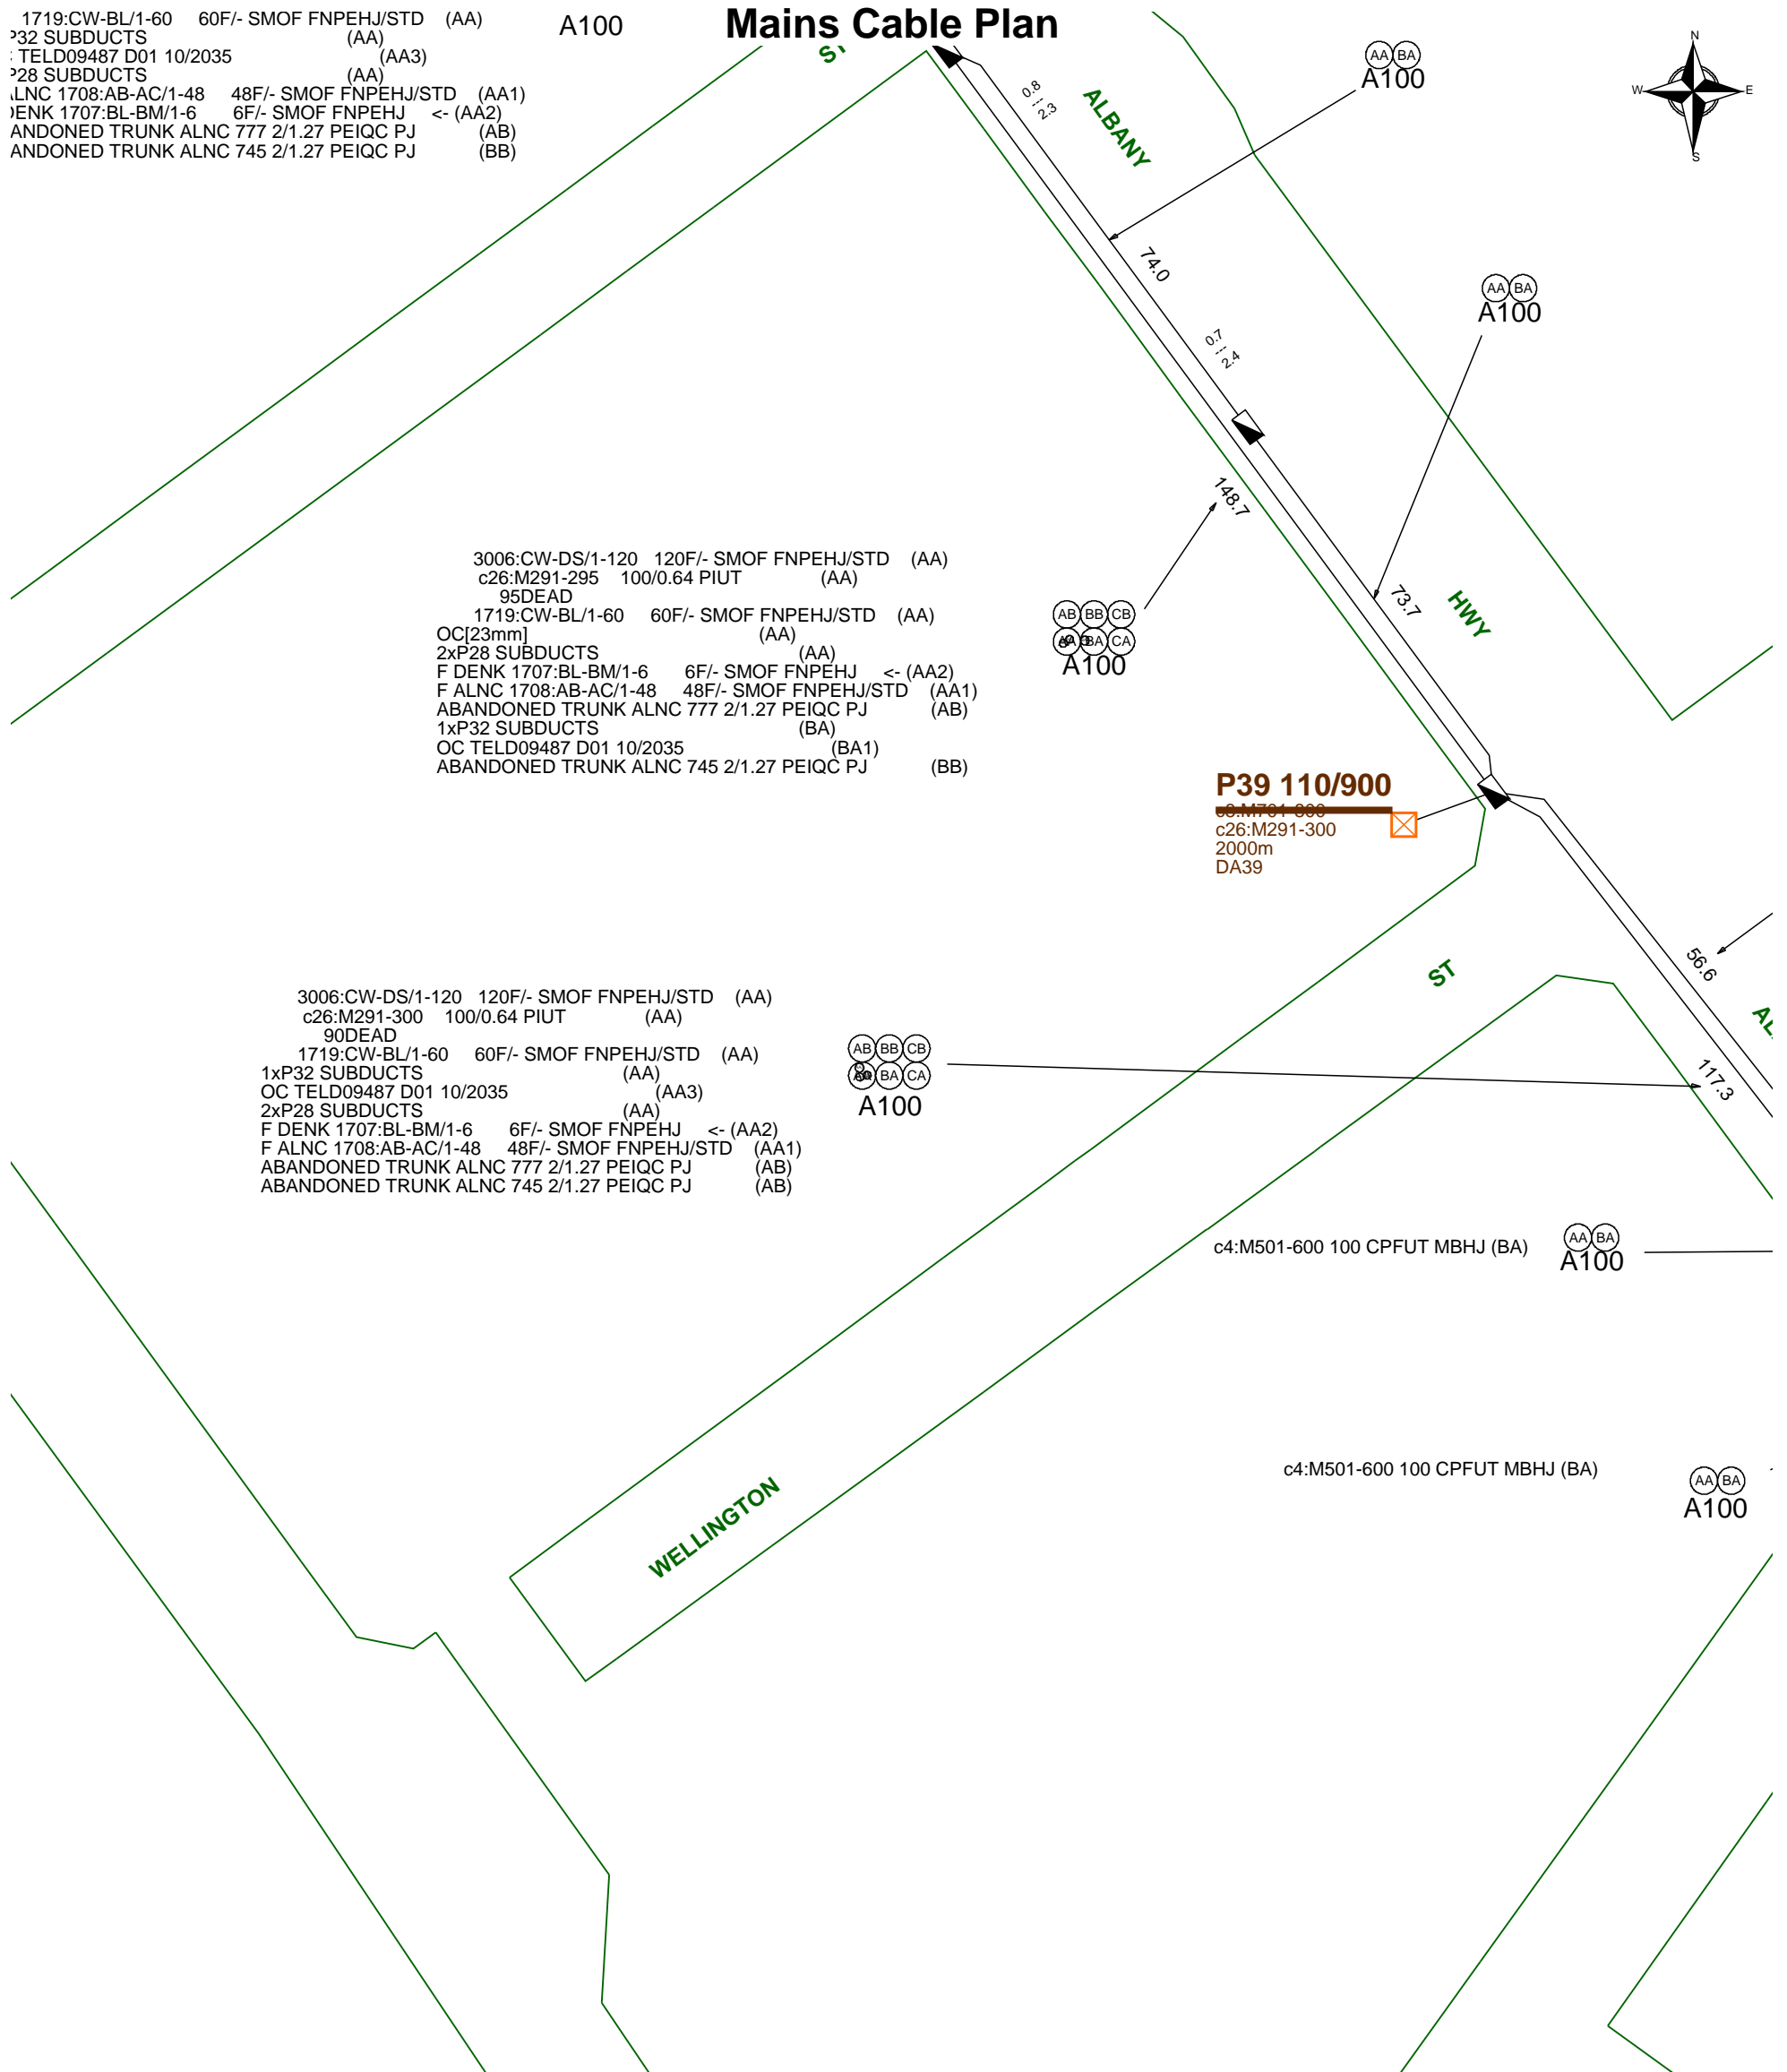 Mains Cable Plan
1719:CW-BL/1-60 60F/- SMOF FNPEHJ/STD (AA)
P32 SUBDUCTS (AA)
TELD09487 D01 10/2035 (AA3)
P28 SUBDUCTS (AA)
ALNC 1708:AB-AC/1-48 48F/- SMOF FNPEHJ/STD (AA1)
DENK 1707:BL-BM/1-6 6F/- SMOF FNPEHJ <- (AA2)
ANDONED TRUNK ALNC 777 2/1.27 PEIQC PJ (AB)
ANDONED TRUNK ALNC 745 2/1.27 PEIQC PJ (BB)
A100
ST
0.8
2.3
ALBANY
AA BA
A100
N
W E
S
74.0
0.7
2.4
AA BA
A100
148.7
73.7
HWY
3006:CW-DS/1-120 120F/- SMOF FNPEHJ/STD (AA)
c26:M291-295 100/0.64 PIUT (AA)
95DEAD
1719:CW-BL/1-60 60F/- SMOF FNPEHJ/STD (AA)
OC[23mm] (AA)
2xP28 SUBDUCTS (AA)
F DENK 1707:BL-BM/1-6 6F/- SMOF FNPEHJ <- (AA2)
F ALNC 1708:AB-AC/1-48 48F/- SMOF FNPEHJ/STD (AA1)
ABANDONED TRUNK ALNC 777 2/1.27 PEIQC PJ (AB)
1xP32 SUBDUCTS (BA)
OC TELD09487 D01 10/2035 (BA1)
ABANDONED TRUNK ALNC 745 2/1.27 PEIQC PJ (BB)
AB BB CB
BA CA
A100
P39 110/900
c26:M291-300
2000m
DA39
56.6
ST
117.3
3006:CW-DS/1-120 120F/- SMOF FNPEHJ/STD (AA)
c26:M291-300 100/0.64 PIUT (AA)
90DEAD
1719:CW-BL/1-60 60F/- SMOF FNPEHJ/STD (AA)
1xP32 SUBDUCTS (AA)
OC TELD09487 D01 10/2035 (AA3)
2xP28 SUBDUCTS (AA)
F DENK 1707:BL-BM/1-6 6F/- SMOF FNPEHJ <- (AA2)
F ALNC 1708:AB-AC/1-48 48F/- SMOF FNPEHJ/STD (AA1)
ABANDONED TRUNK ALNC 777 2/1.27 PEIQC PJ (AB)
ABANDONED TRUNK ALNC 745 2/1.27 PEIQC PJ (AB)
AB BB CB
BA CA
A100
c4:M501-600 100 CPFUT MBHJ (BA)
AA BA
A100
c4:M501-600 100 CPFUT MBHJ (BA)
AA BA
A100
WELLINGTON